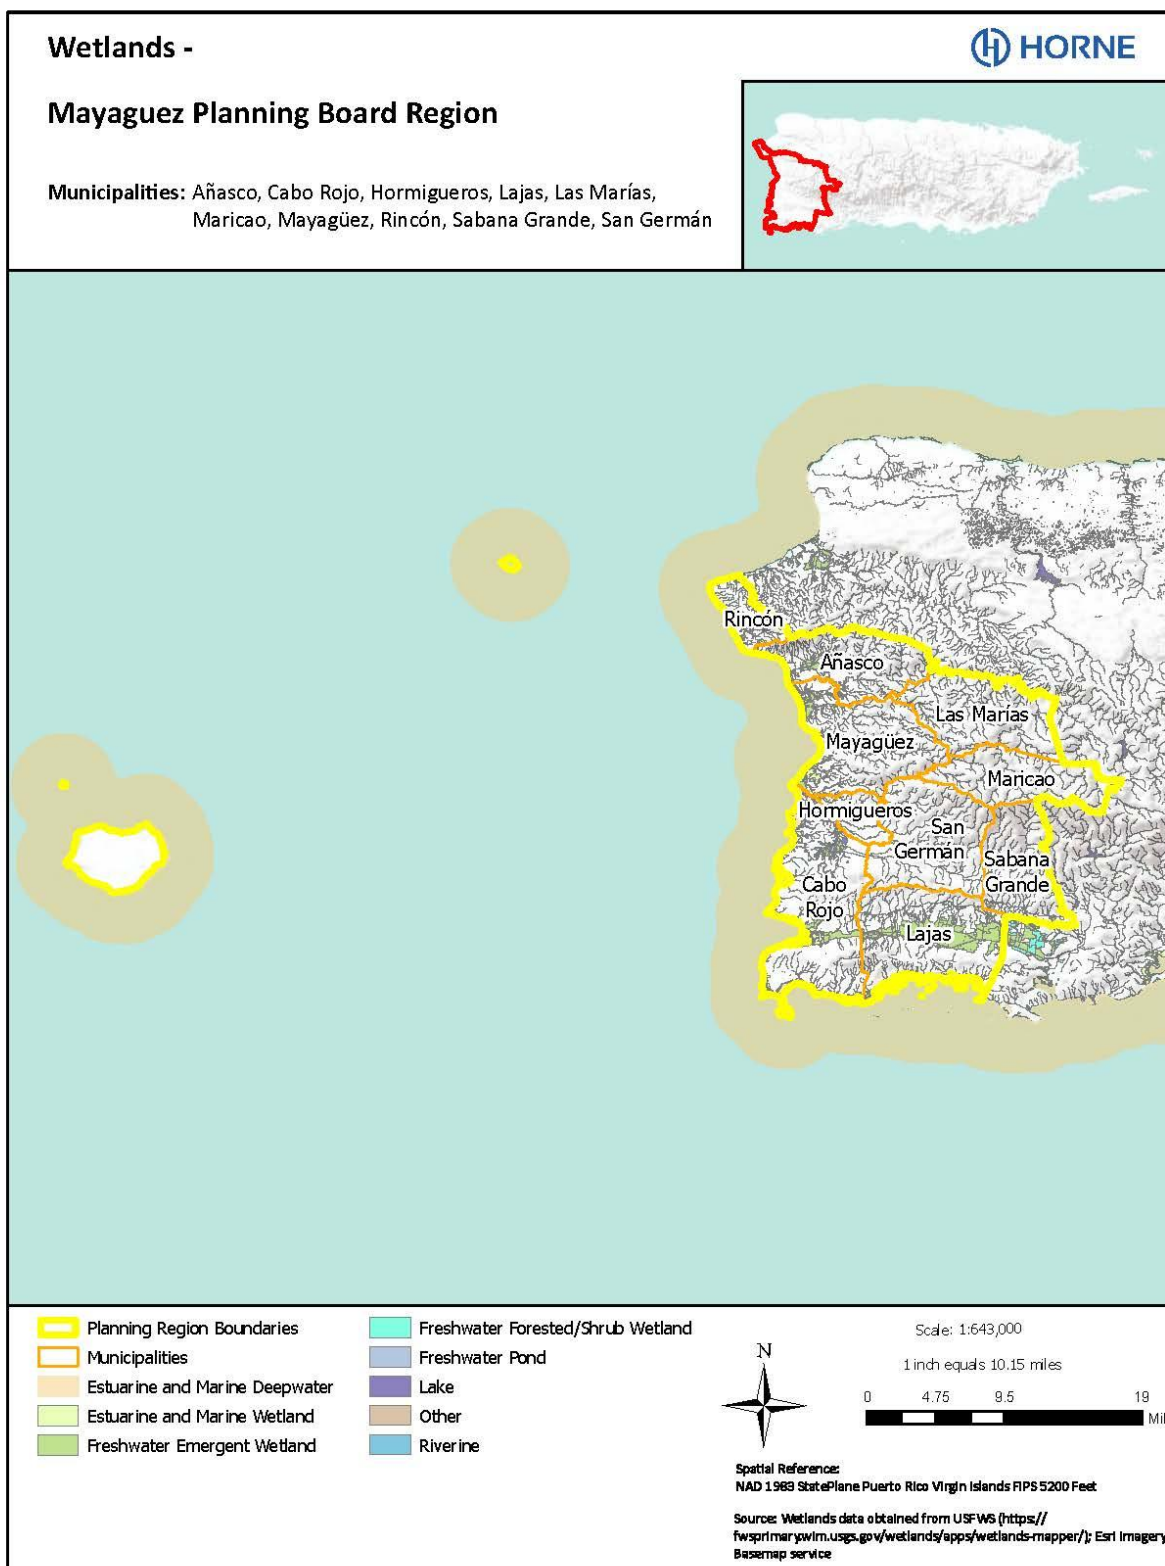 Wetlands -
HORNE
Mayaguez Planning Board Region
Municipalities: Añasco, Cabo Rojo, Hormigueros, Lajas, Las Marías,
Maricao, Mayagüez, Rincón, Sabana Grande, San Germán
Rincón
Añasco
Las Marías
Mayagüez
Maricao
Hormigueros
San
Germán
Sabana
Grande
Cabo
Rojo
Lajas
Planning Region Boundaries
Municipalities
Estuarine and Marine Deepwater
Estuarine and Marine Wetland
Freshwater Emergent Wetland
Freshwater Forested/Shrub Wetland
Freshwater Pond
Lake
Other
Riverine
N
Scale: 1:643,000
1 inch equals 10.15 miles
0 4.75 9.5 19
Mil
Spatial Reference:
NAD 1983 StatePlane Puerto Rico Virgin Islands FIPS 5200 Feet
Source: Wetlands data obtained from USFWS (https://
fwsprimary.wim.usgs.gov/wetlands/apps/wetlands-mapper/); Esri Imagery
Basemap service